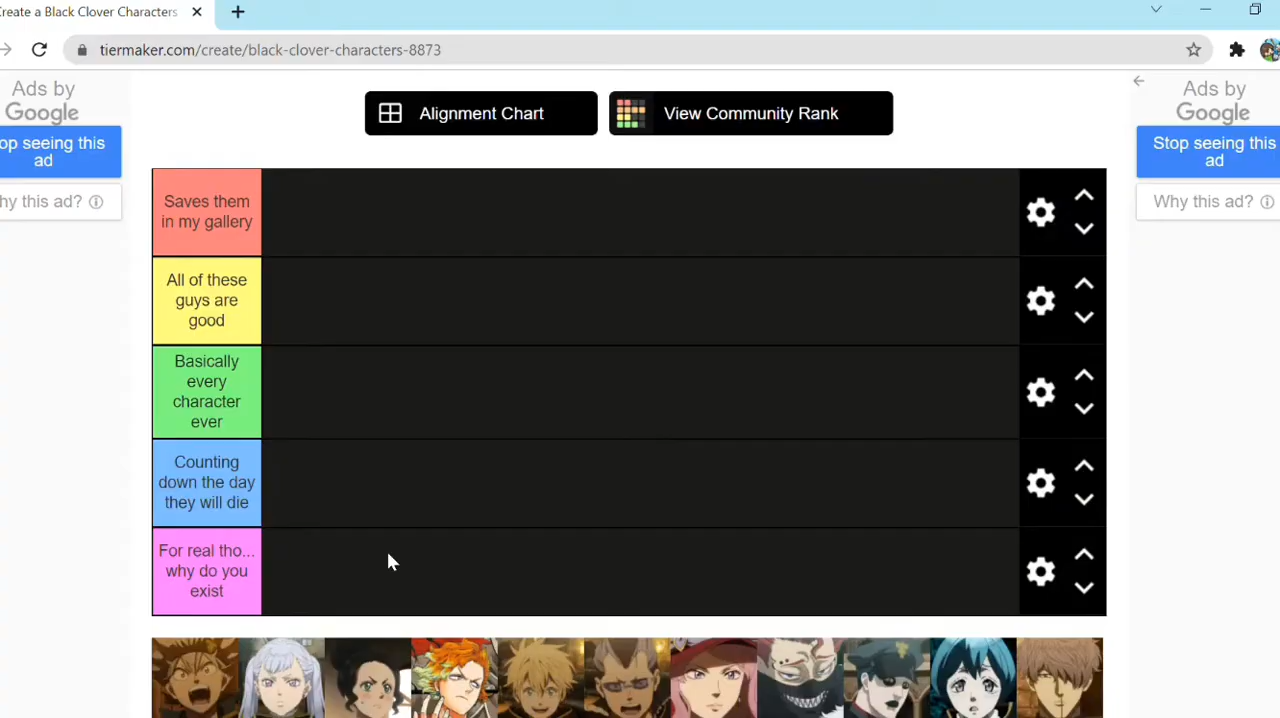 Create a Black Clover Characters
tiermaker.com/create/black-clover-characters-8873
Ads by
Google
op seeing this
ad
hy this ad?
Alignment Chart
View Community Rank
Ads by
Google
Stop seeing this
ad
Why this ad?
Saves them
in my gallery
All of these
guys are
good
Basically
every
character
ever
Counting
down the day
they will die
For real tho...
why do you
exist